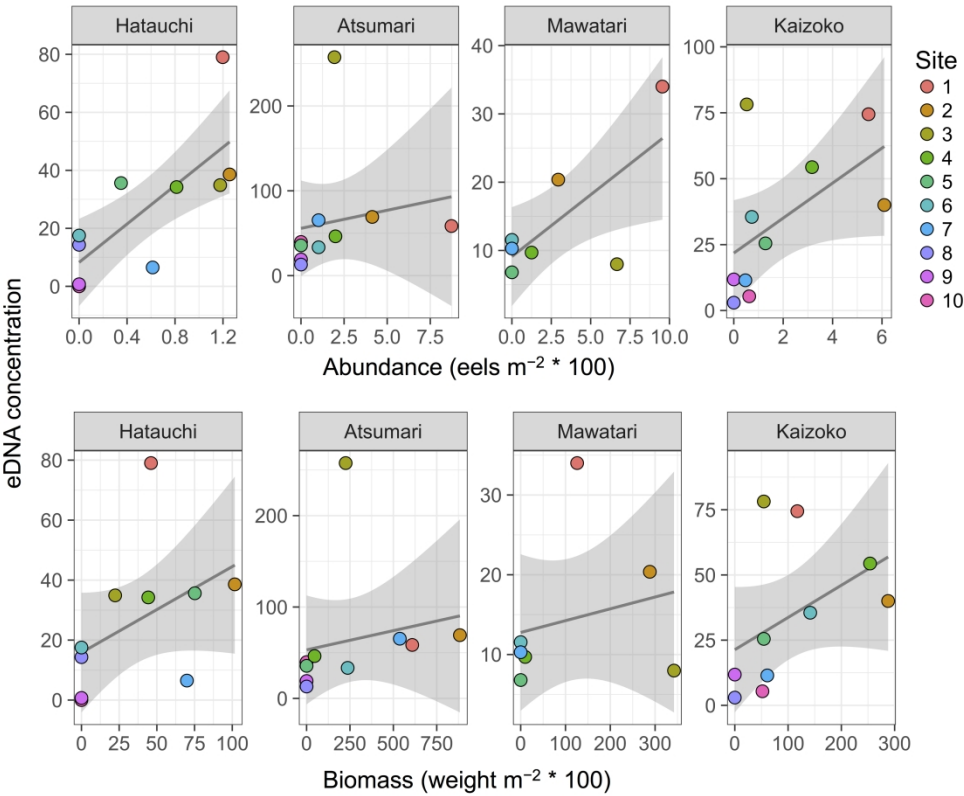 Hatauchi Atsumari Mawatari Kaizoko
80 60 40 20 0
200 100 0
40 30 20 10
100 75 50 25 0
0.0 0.4 0.8 1.2
0.0 2.5 5.0 7.5
0.0 2.5 5.0 7.5 10.0
0 2 4 6
Abundance (eels m⁻² * 100)
Site
1
2
3
4
5
6
7
8
9
10
eDNA concentration
Hatauchi Atsumari Mawatari Kaizoko
80 60 40 20 0
200 100 0
30 20 10
75 50 25 0
0 25 50 75 100
0 250 500 750
0 100 200 300
0 100 200 300
Biomass (weight m⁻² * 100)